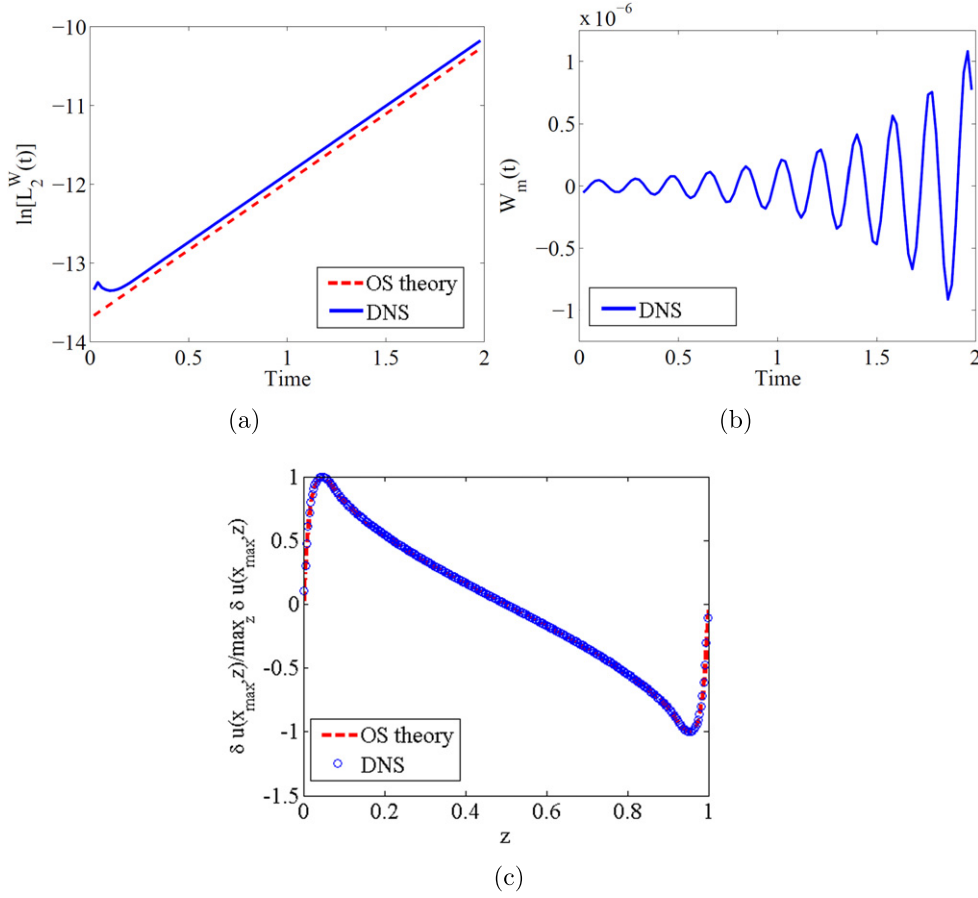 −10
−11
−12
−13
−14
0
0.5
1
1.5
2
Time
ln[L₂ᵂ(t)]
OS theory
DNS
(a)
x 10⁻⁶
1
0.5
0
−0.5
−1
0
0.5
1
1.5
2
Time
Wₘ(t)
DNS
(b)
1
0.5
0
-0.5
-1
-1.5
0
0.2
0.4
0.6
0.8
1
z
δ u(x_max,z)/max_z δ u(x_max,z)
OS theory
DNS
(c)